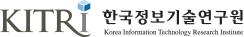 KITRI 한국정보기술연구원
Korea Information Technology Research Institute